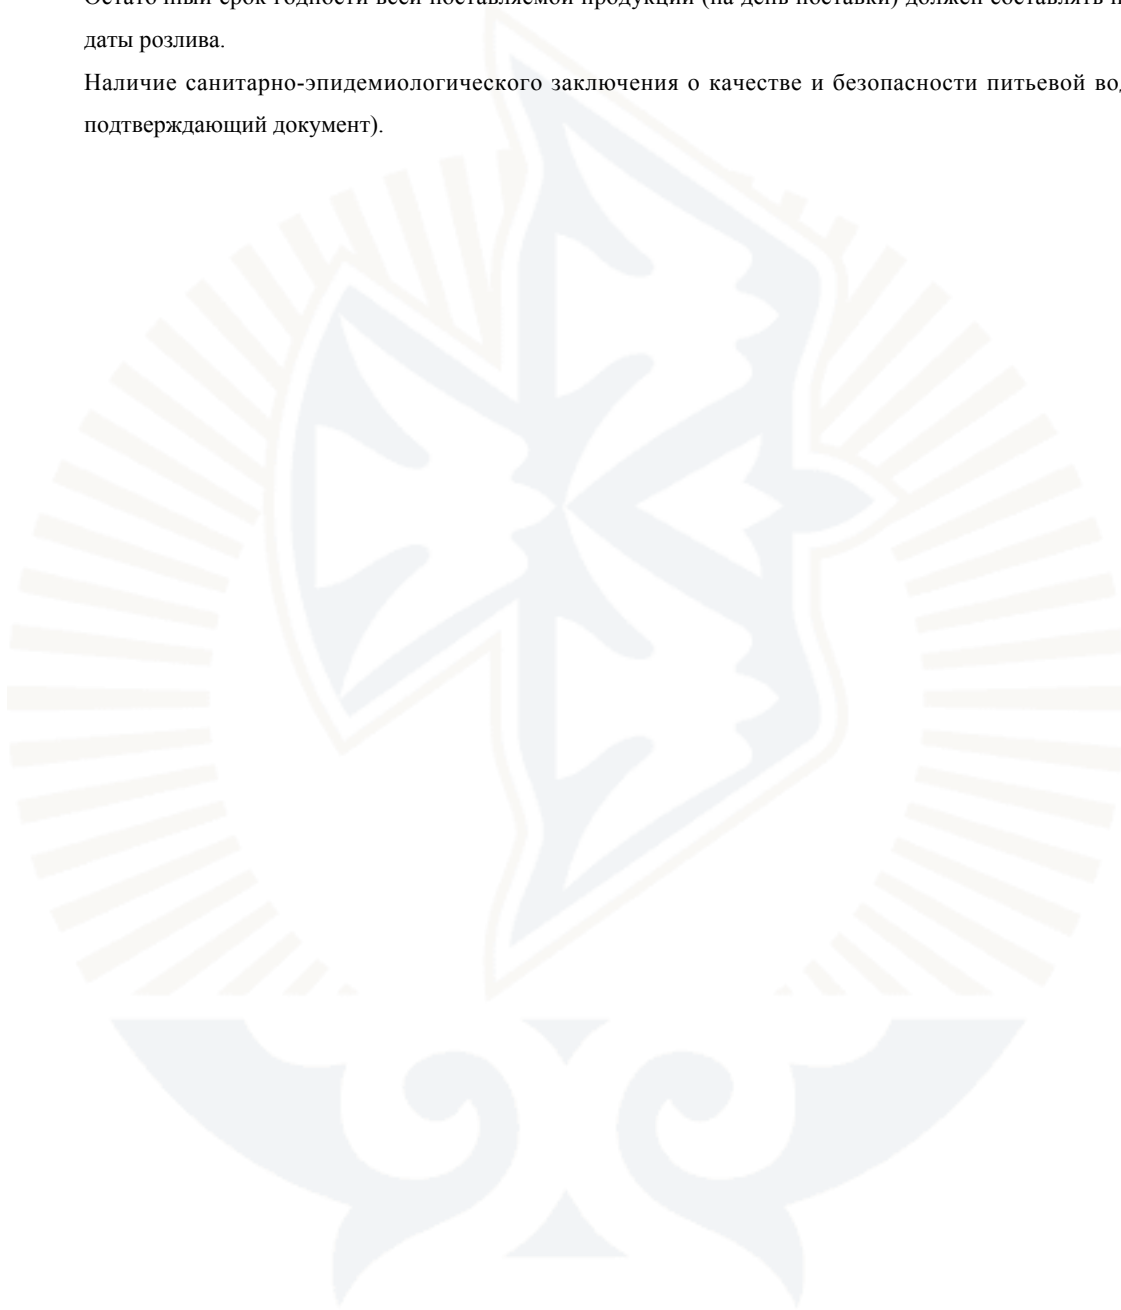 Остаточный срок годности всей поставляемой продукции (на день поставки) должен составлять
даты розлива.
Наличие санитарно-эпидемиологического заключения о качестве и безопасности питьевой
подтверждающий документ).